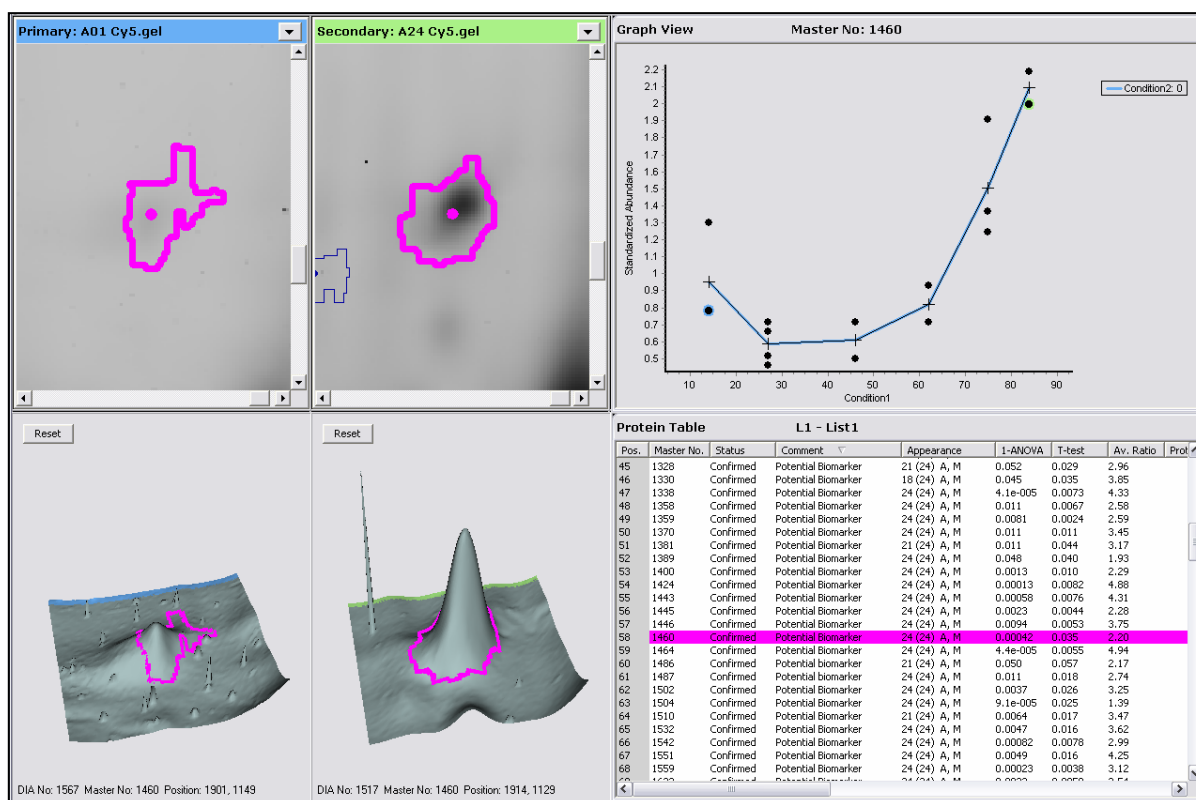 Primary: A01 Cy5.gel
Secondary: A24 Cy5.gel
Graph View Master No: 1460
2.2
2.1
2
1.9
1.8
1.7
1.6
1.5
1.4
1.3
1.2
1.1
1
0.9
0.8
0.7
0.6
0.5
Standardized Abundance
10 20 30 40 50 60 70 80 90
Condition1
Condition2: 0
Reset
Reset
DIA No: 1567 Master No: 1460 Position: 1901, 1149
DIA No: 1517 Master No: 1460 Position: 1914, 1129
Protein Table L1 - List1
Pos. Master No. Status Comment Appearance 1-ANOVA T-test Av. Ratio Prot
45 1328 Confirmed Potential Biomarker 21 (24) A, M 0.052 0.029 2.96
46 1330 Confirmed Potential Biomarker 18 (24) A, M 0.045 0.035 3.85
47 1338 Confirmed Potential Biomarker 24 (24) A, M 4.1e-005 0.0073 4.33
48 1358 Confirmed Potential Biomarker 24 (24) A, M 0.011 0.0067 2.58
49 1359 Confirmed Potential Biomarker 24 (24) A, M 0.0081 0.0024 2.59
50 1370 Confirmed Potential Biomarker 24 (24) A, M 0.011 0.011 3.45
51 1381 Confirmed Potential Biomarker 21 (24) A, M 0.011 0.044 3.17
52 1389 Confirmed Potential Biomarker 24 (24) A, M 0.048 0.040 1.93
53 1400 Confirmed Potential Biomarker 24 (24) A, M 0.0013 0.010 2.29
54 1424 Confirmed Potential Biomarker 24 (24) A, M 0.00013 0.0082 4.88
55 1443 Confirmed Potential Biomarker 24 (24) A, M 0.00058 0.0076 4.31
56 1445 Confirmed Potential Biomarker 24 (24) A, M 0.0023 0.0044 2.28
57 1446 Confirmed Potential Biomarker 24 (24) A, M 0.0094 0.0053 3.75
58 1460 Confirmed Potential Biomarker 24 (24) A, M 0.00042 0.035 2.20
59 1464 Confirmed Potential Biomarker 24 (24) A, M 4.4e-005 0.0055 4.94
60 1486 Confirmed Potential biomarker 21 (24) A, M 0.050 0.057 2.17
61 1487 Confirmed Potential biomarker 24 (24) A, M 0.011 0.018 2.74
62 1502 Confirmed Potential Biomarker 24 (24) A, M 0.0037 0.026 3.25
63 1504 Confirmed Potential Biomarker 24 (24) A, M 9.1e-005 0.025 1.39
64 1510 Confirmed Potential Biomarker 21 (24) A, M 0.0064 0.017 3.47
65 1532 Confirmed Potential Biomarker 24 (24) A, M 0.0047 0.016 3.62
66 1542 Confirmed Potential Biomarker 24 (24) A, M 0.00082 0.0078 2.99
67 1551 Confirmed Potential Biomarker 24 (24) A, M 0.0049 0.016 4.25
68 1559 Confirmed Potential Biomarker 24 (24) A, M 0.00023 0.0038 3.12